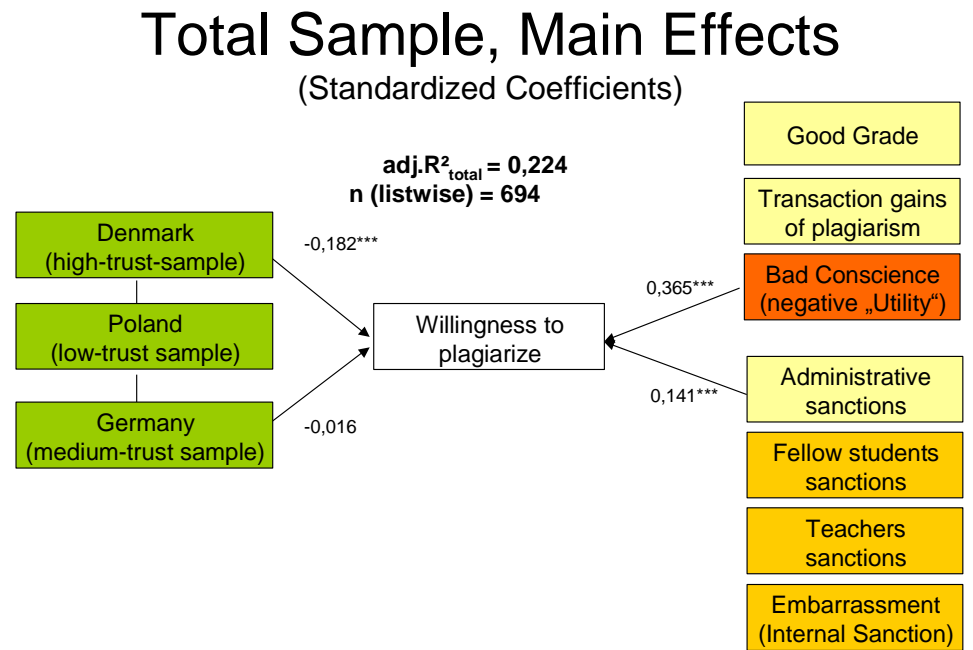 Total Sample, Main Effects
(Standardized Coefficients)
adj.R²total = 0,224
n (listwise) = 694
Denmark
(high-trust-sample)
Poland
(low-trust sample)
Germany
(medium-trust sample)
-0,182***
-0,016
Willingness to
plagiarize
0,365***
0,141***
Good Grade
Transaction gains
of plagiarism
Bad Conscience
(negative „Utility“)
Administrative
sanctions
Fellow students
sanctions
Teachers
sanctions
Embarrassment
(Internal Sanction)